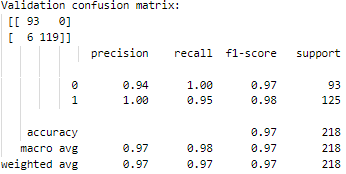 Validation confusion matrix:
[[ 93   0]
[  6 119]]
precision    recall  f1-score   support
0       0.94      1.00      0.97        93
1       1.00      0.95      0.98       125
accuracy                           0.97       218
macro avg       0.97      0.98      0.97       218
weighted avg       0.97      0.97      0.97       218